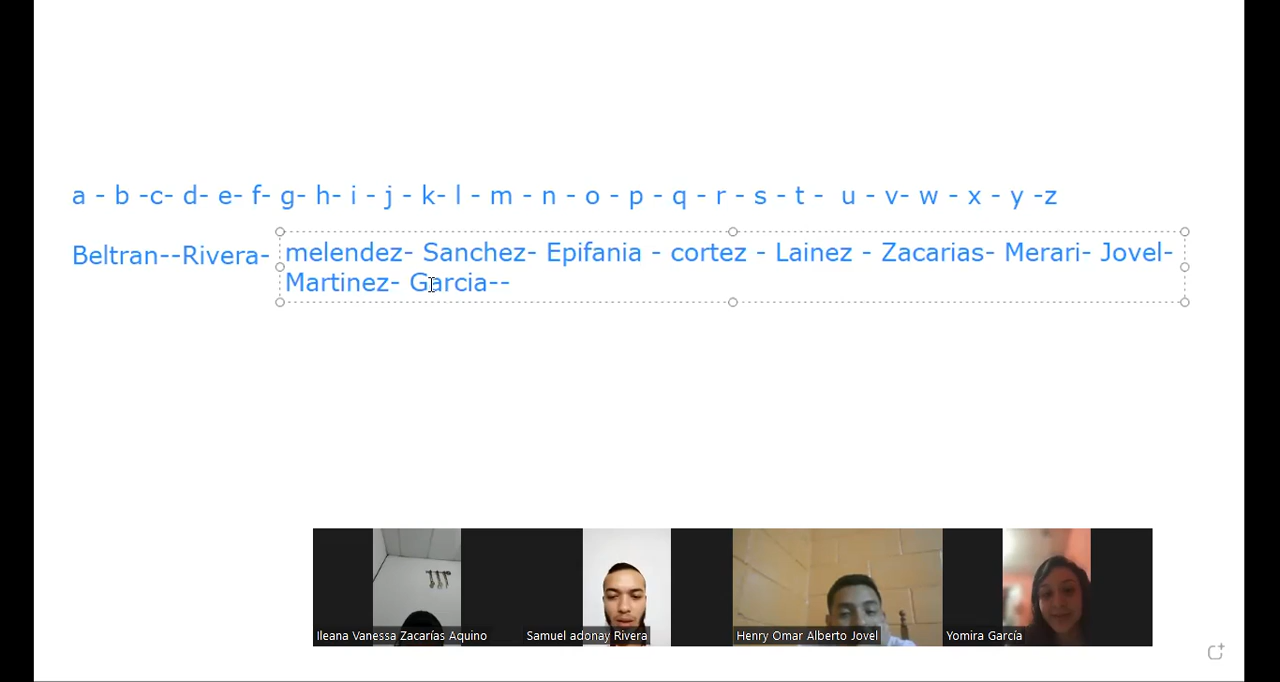 a - b -c- d- e- f- g- h- i - j - k- l - m - n - o - p - q - r - s - t -  u - v- w - x - y -z
Beltran--Rivera- melendez- Sanchez- Epifania - cortez - Lainez - Zacarias- Merari- Jovel-
Martinez- Garcia--
Ileana Vanessa Zacarías Aquino
Samuel adonay Rivera
Henry Omar Alberto Jovel
Yomira García